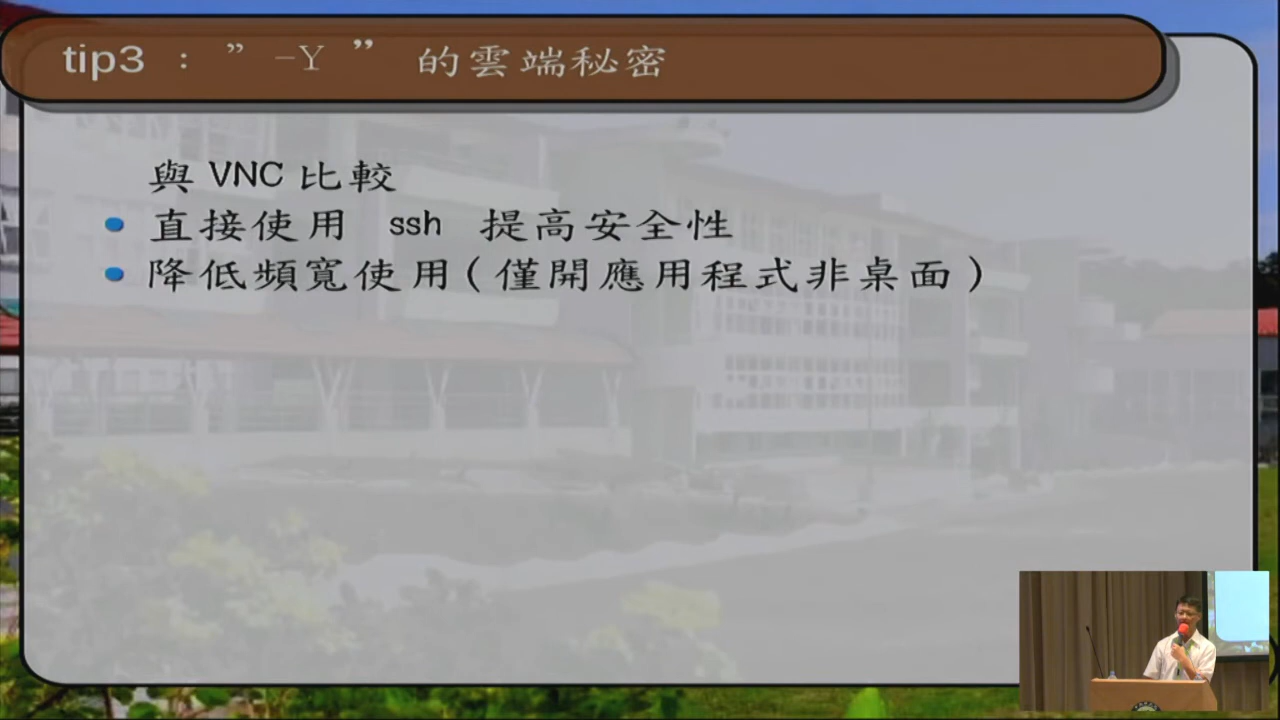 tip3 : ” -Y ” 的雲端秘密
與 VNC 比較
直接使用 ssh 提高安全性
降低頻寬使用(僅開應用程式非桌面)